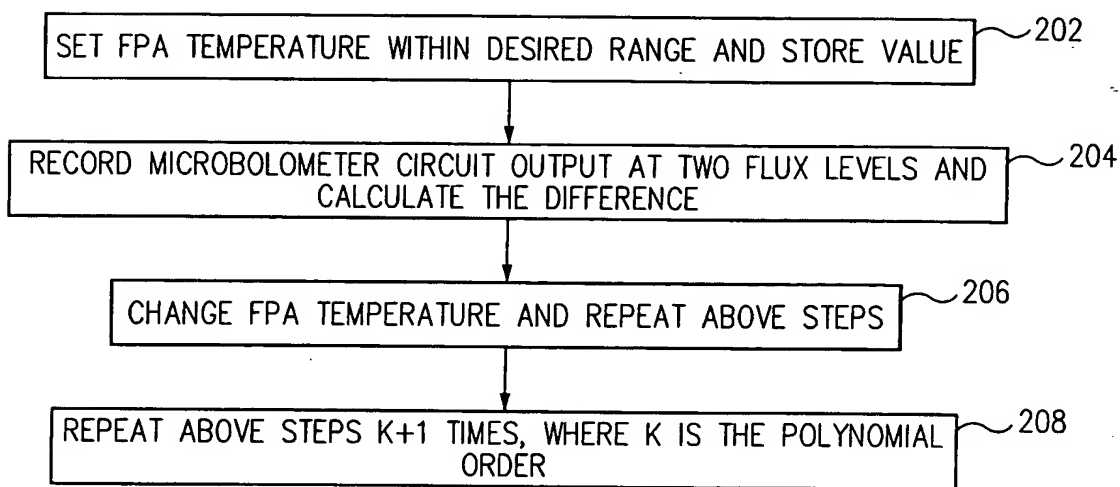 SET FPA TEMPERATURE WITHIN DESIRED RANGE AND STORE VALUE
202
RECORD MICROBOLOMETER CIRCUIT OUTPUT AT TWO FLUX LEVELS AND
CALCULATE THE DIFFERENCE
204
CHANGE FPA TEMPERATURE AND REPEAT ABOVE STEPS
206
REPEAT ABOVE STEPS K+1 TIMES, WHERE K IS THE POLYNOMIAL
ORDER
208